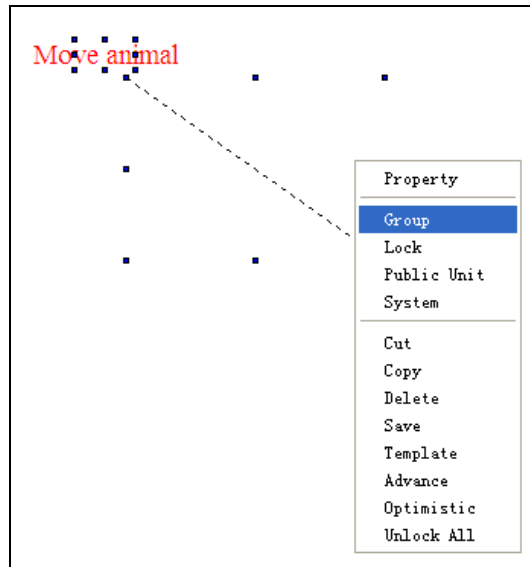 Move animal
Property
Group
Lock
Public Unit
System
Cut
Copy
Delete
Save
Template
Advance
Optimistic
Unlock All